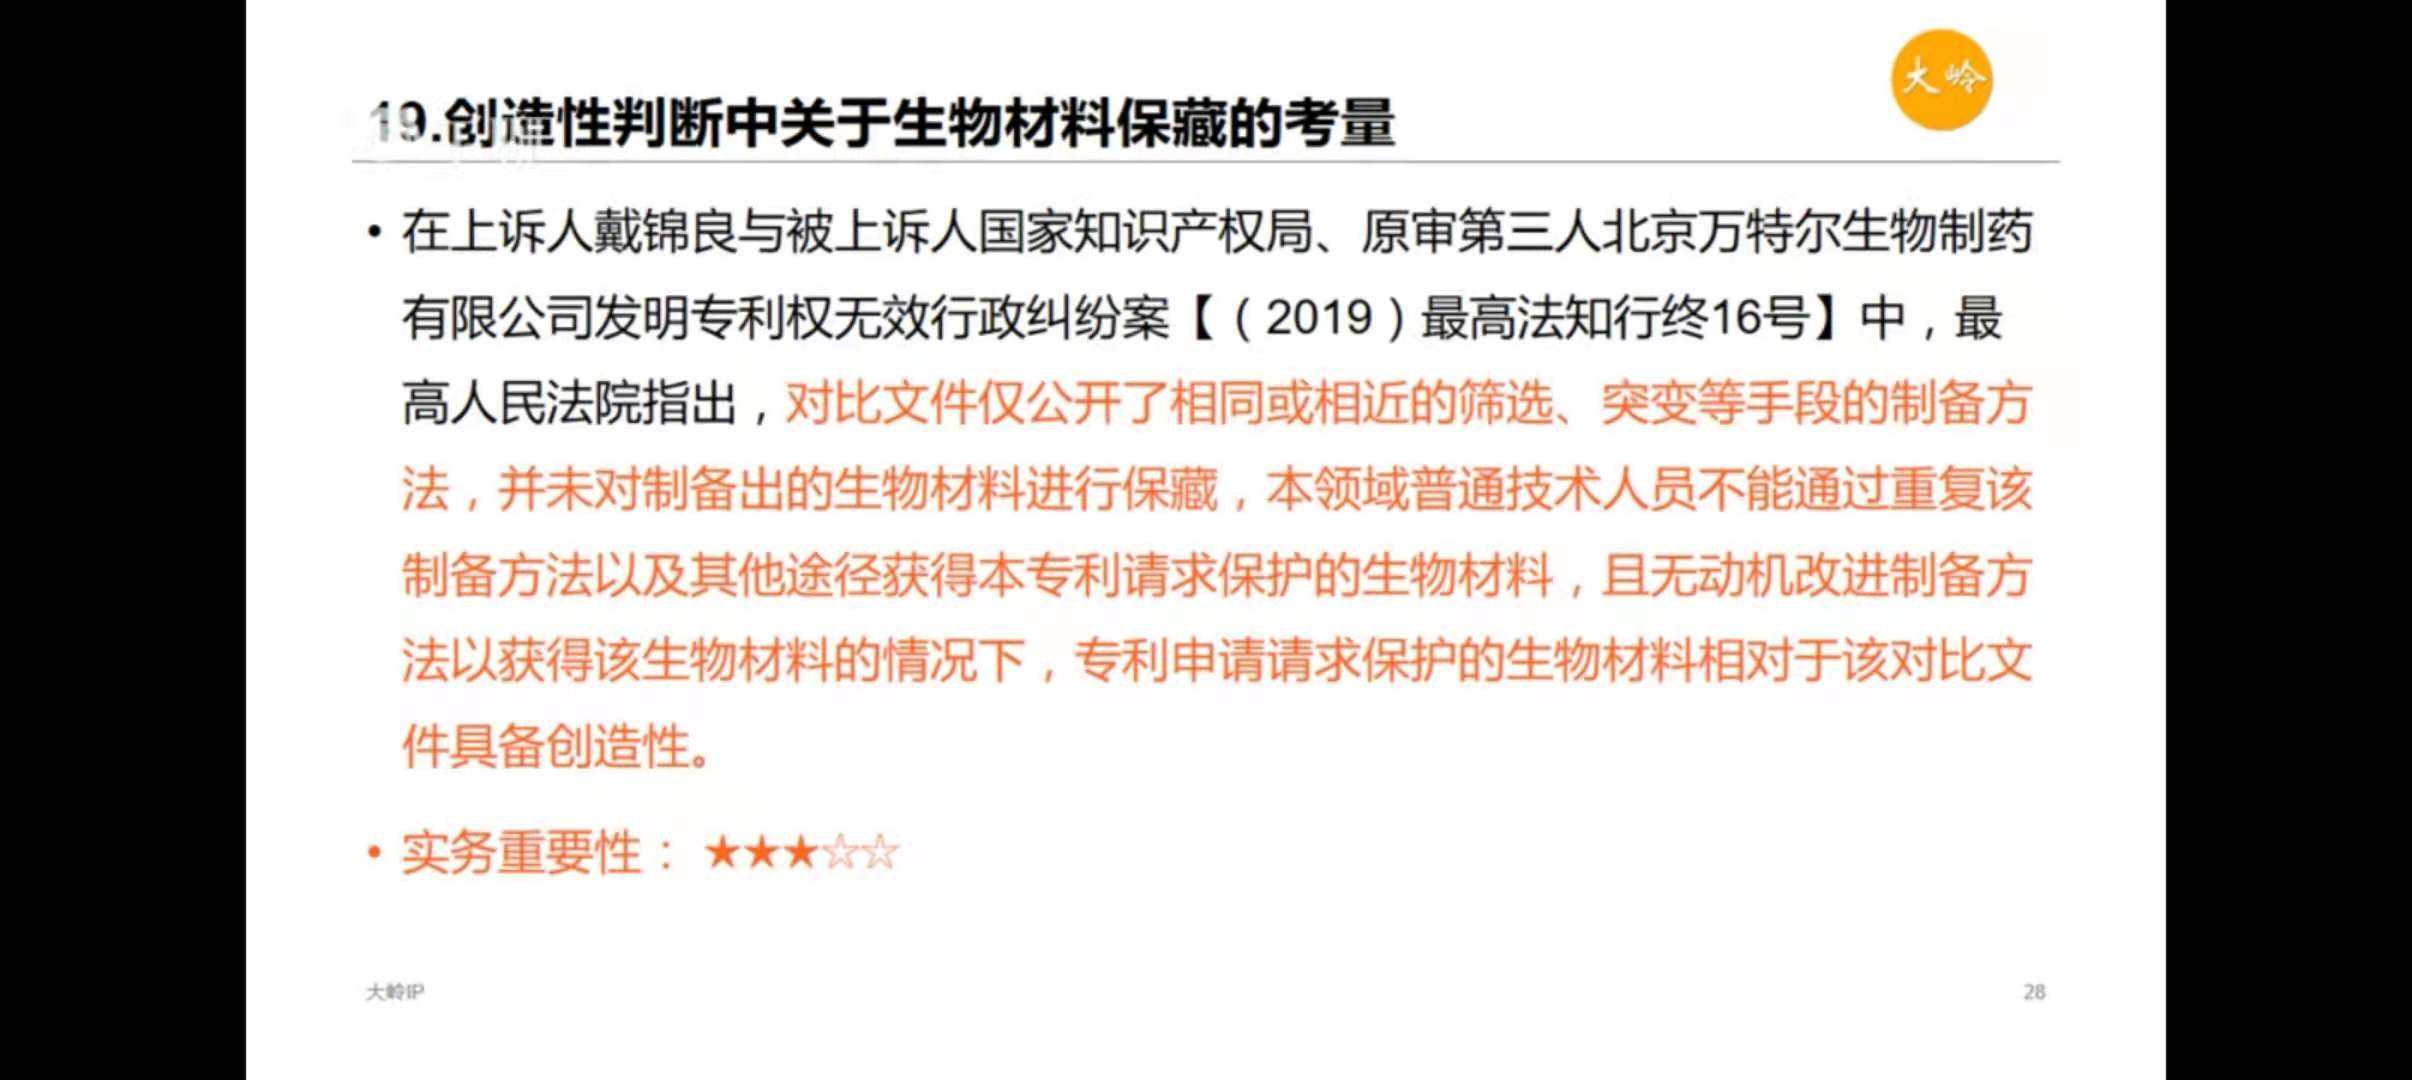 大岭
19.创造性判断中关于生物材料保藏的考量
• 在上诉人戴锦良与被上诉人国家知识产权局、原审第三人北京万特尔生物制药
有限公司发明专利权无效行政纠纷案【（2019）最高法知行终16号】中，最
高人民法院指出，对比文件仅公开了相同或相近的筛选、突变等手段的制备方
法，并未对制备出的生物材料进行保藏，本领域普通技术人员不能通过重复该
制备方法以及其他途径获得本专利请求保护的生物材料，且无动机改进制备方
法以获得该生物材料的情况下，专利申请请求保护的生物材料相对于该对比文
件具备创造性。
• 实务重要性： ★★★☆☆
大岭IP
28